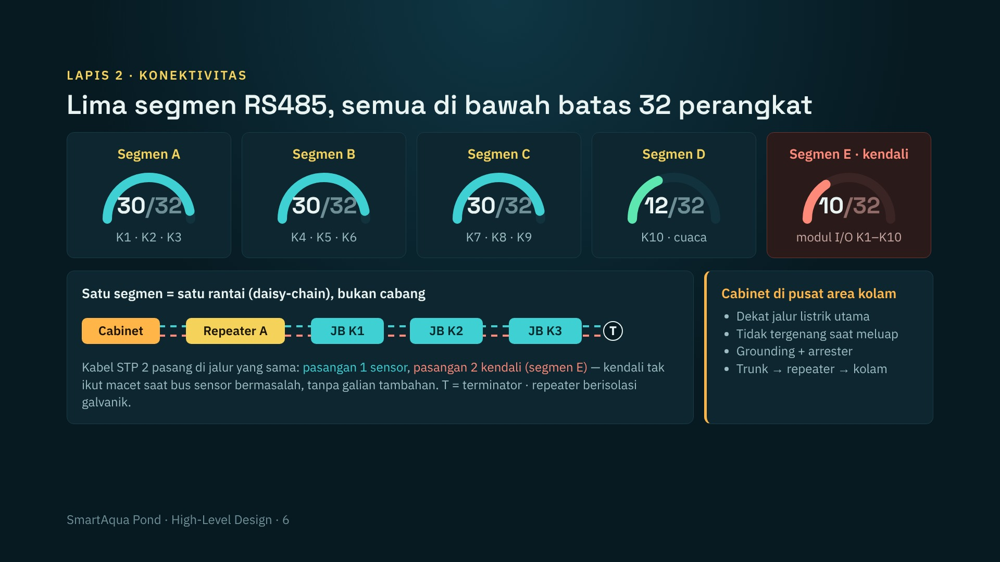 LAPIS 2 · KONEKTIVITAS
Lima segmen RS485, semua di bawah batas 32 perangkat
Segmen A
30/32
K1 · K2 · K3
Segmen B
30/32
K4 · K5 · K6
Segmen C
30/32
K7 · K8 · K9
Segmen D
12/32
K10 · cuaca
Segmen E · kendali
10/32
modul I/O K1–K10
Satu segmen = satu rantai (daisy-chain), bukan cabang
Cabinet
Repeater A
JB K1
JB K2
JB K3
T
Kabel STP 2 pasang di jalur yang sama: pasangan 1 sensor, pasangan 2 kendali (segmen E) — kendali tak
ikut macet saat bus sensor bermasalah, tanpa galian tambahan. T = terminator · repeater berisolasi
galvanik.
Cabinet di pusat area kolam
• Dekat jalur listrik utama
• Tidak tergenang saat meluap
• Grounding + arrester
• Trunk → repeater → kolam
SmartAqua Pond · High-Level Design · 6